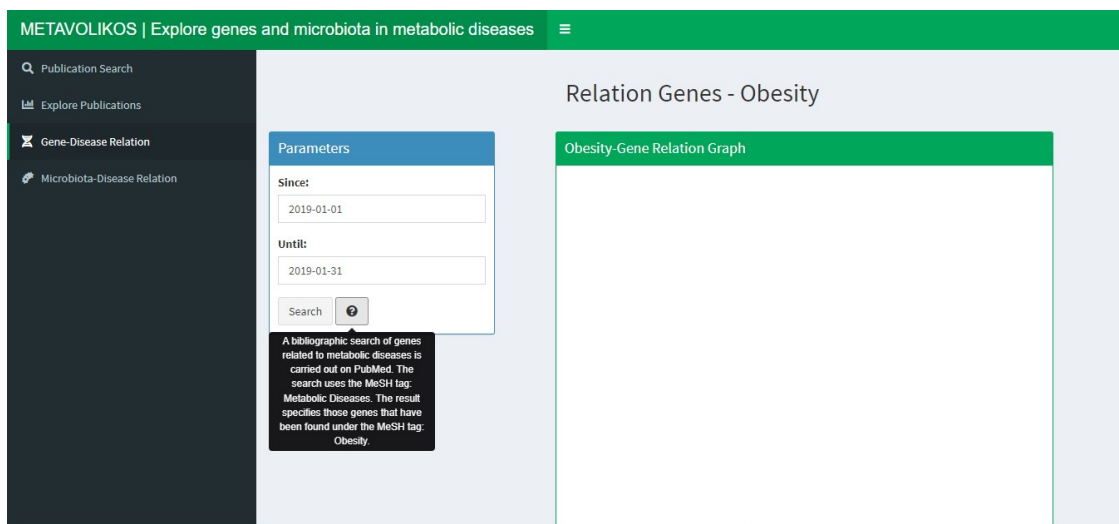 METAVOLIKOS | Explore genes and microbiota in metabolic diseases
Publication Search
Explore Publications
Gene-Disease Relation
Microbiota-Disease Relation
Relation Genes - Obesity
Parameters
Since:
2019-01-01
Until:
2019-01-31
Search
A bibliographic search of genes
related to metabolic diseases is
carried out on PubMed. The
search uses the MeSH tag:
Metabolic Diseases. The result
specifies those genes that have
been found under the MeSH tag:
Obesity.
Obesity-Gene Relation Graph